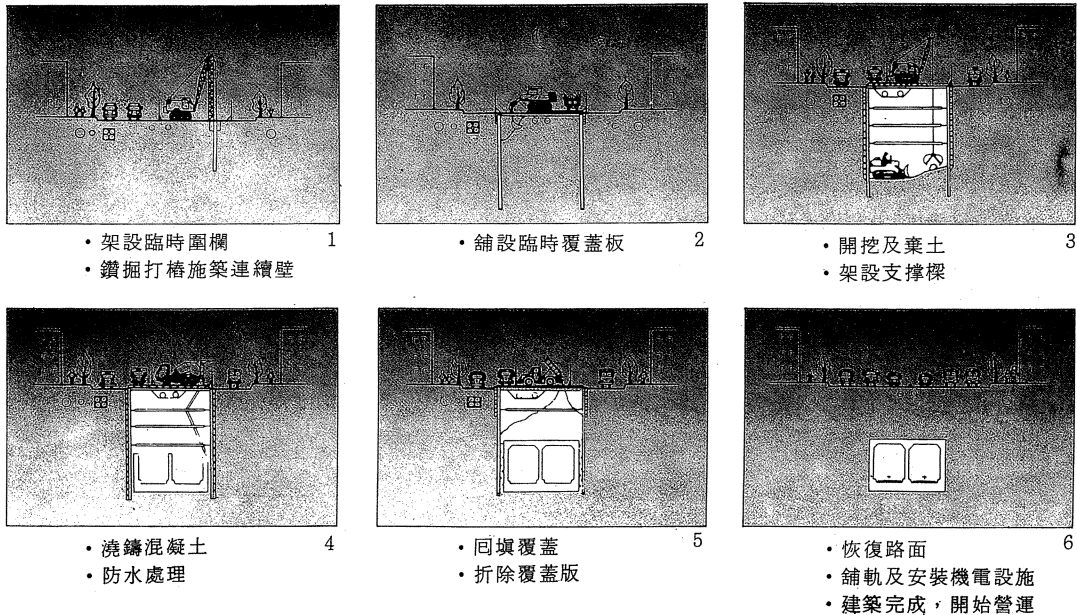 ・架設臨時圍欄
1
・鑽掘打樁施築連續壁
・舖設臨時覆蓋板
2
・開挖及棄土
3
・架設支撐樑
・澆鑄混凝土
4
・防水處理
・回塡覆蓋
5
・折除覆蓋版
・恢復路面
6
・舖軌及安裝機電設施
・建築完成，開始營運